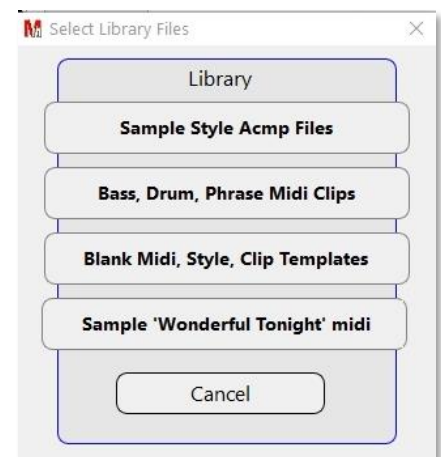 Select Library Files
Library
Sample Style Acmp Files
Bass, Drum, Phrase Midi Clips
Blank Midi, Style, Clip Templates
Sample 'Wonderful Tonight' midi
Cancel